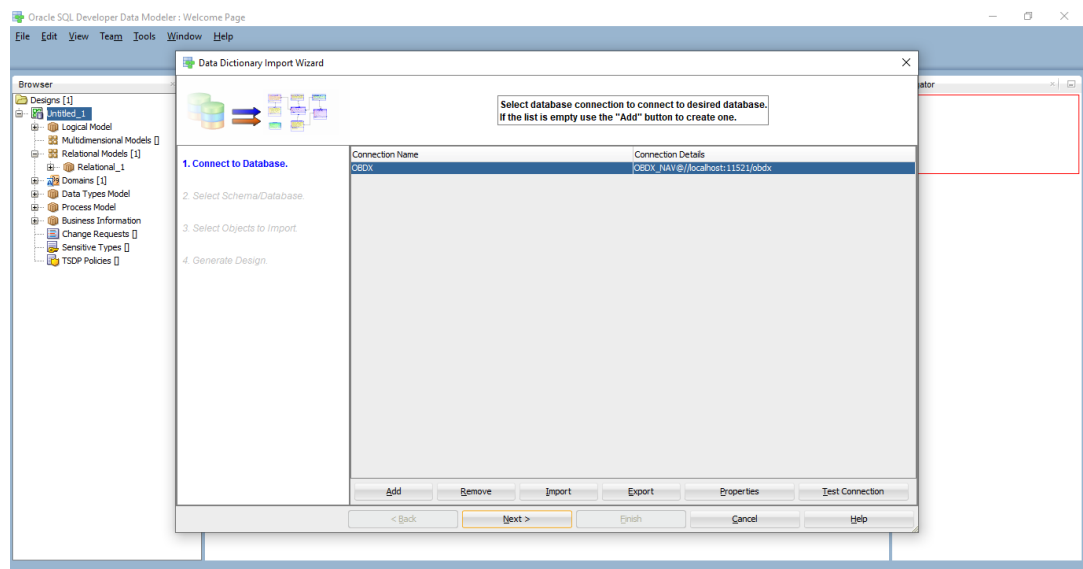 Oracle SQL Developer Data Modeler : Welcome Page
File Edit View Team Tools Window Help
Data Dictionary Import Wizard
Browser
Designs [1]
Untitled_1
Logical Model
Multidimensional Models []
Relational Models [1]
Relational_1
Domains [1]
Data Types Model
Process Model
Business Information
Change Requests []
Sensitive Types []
TSDP Policies []
ator
Select database connection to connect to desired database.
If the list is empty use the "Add" button to create one.
1. Connect to Database.
2. Select Schema/Database.
3. Select Objects to Import.
4. Generate Design.
Connection Name Connection Details
OBDX OBDX_NAV@//localhost:11521/obdx
Add Remove Import Export Properties Test Connection
< Back Next > Finish Cancel Help